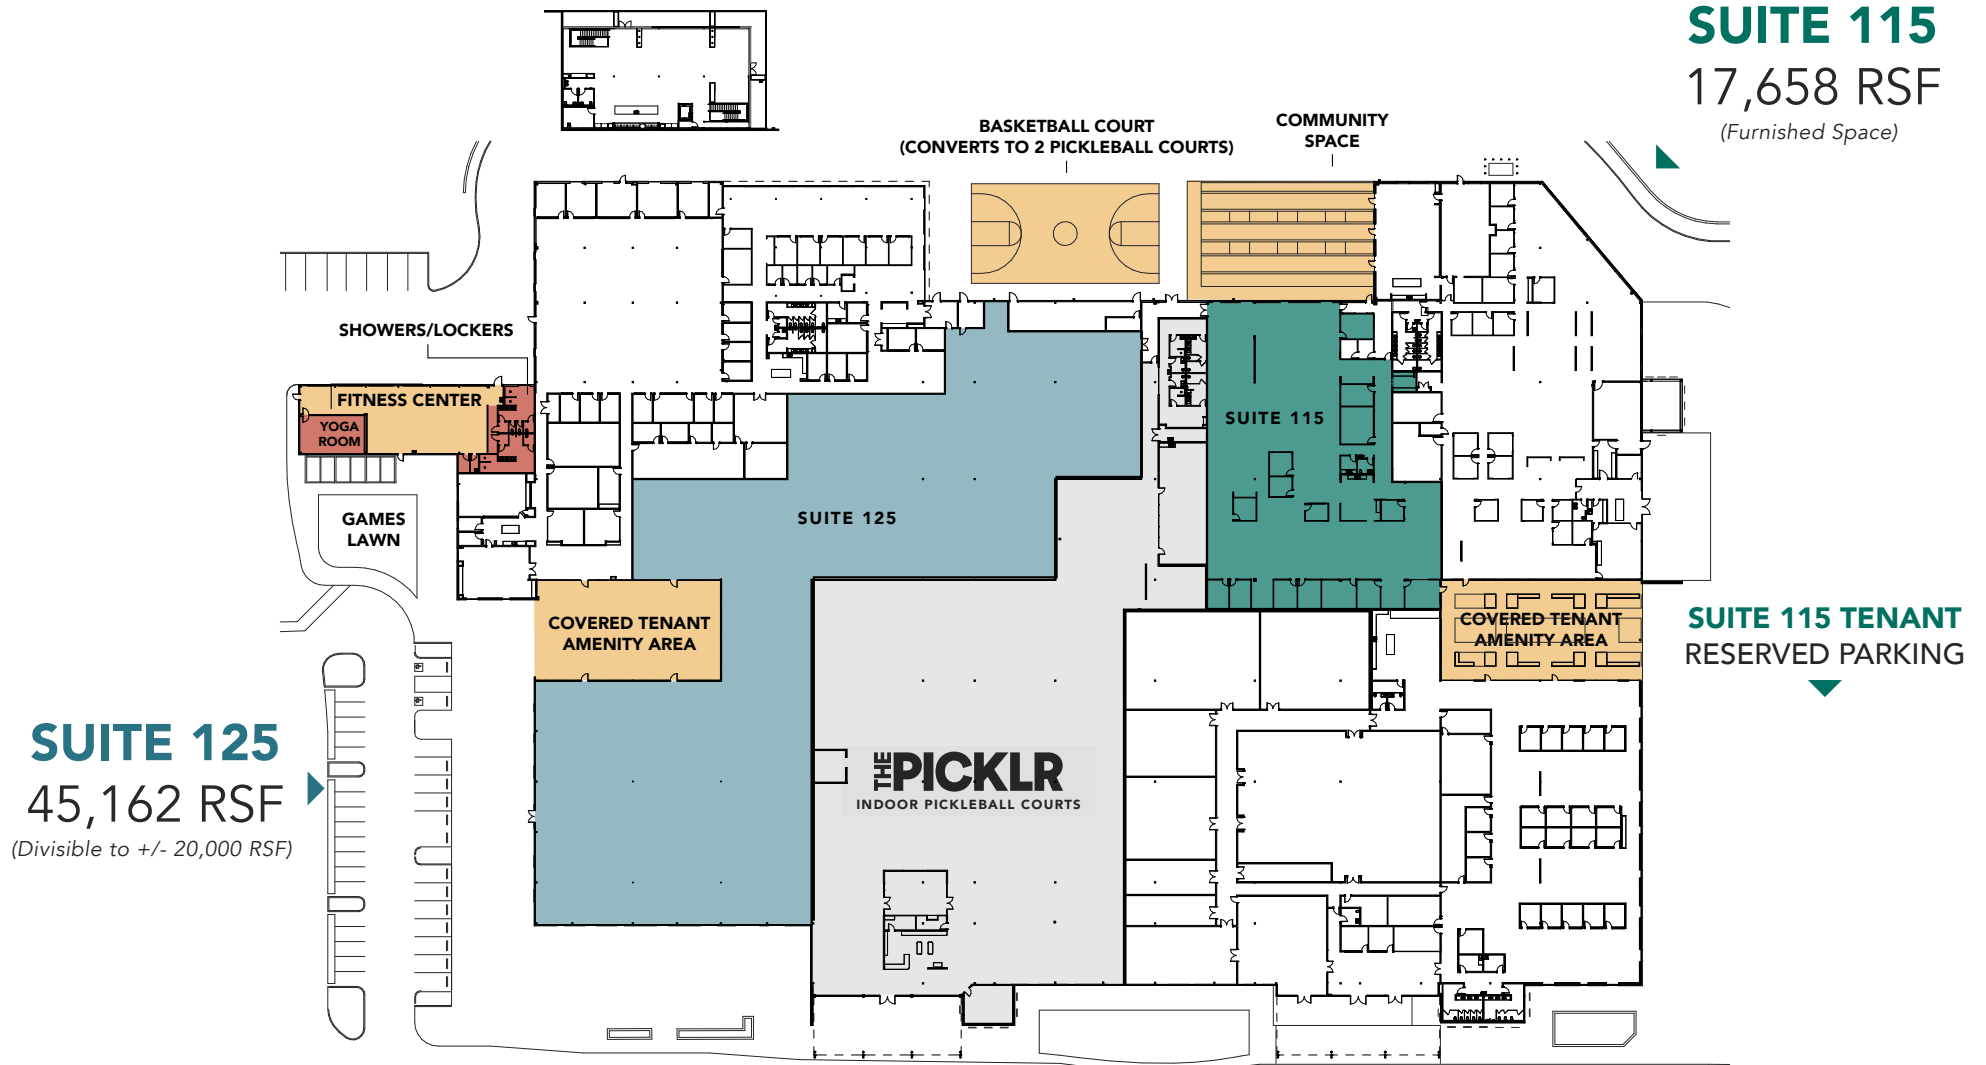 SUITE 115
17,658 RSF
(Furnished Space)
BASKETBALL COURT
(CONVERTS TO 2 PICKLEBALL COURTS)
COMMUNITY
SPACE
SHOWERS/LOCKERS
FITNESS CENTER
YOGA
ROOM
GAMES
LAWN
SUITE 115
SUITE 125
COVERED TENANT
AMENITY AREA
COVERED TENANT
AMENITY AREA
SUITE 115 TENANT
RESERVED PARKING
SUITE 125
45,162 RSF
(Divisible to +/- 20,000 RSF)
THE PICKLR
INDOOR PICKLEBALL COURTS